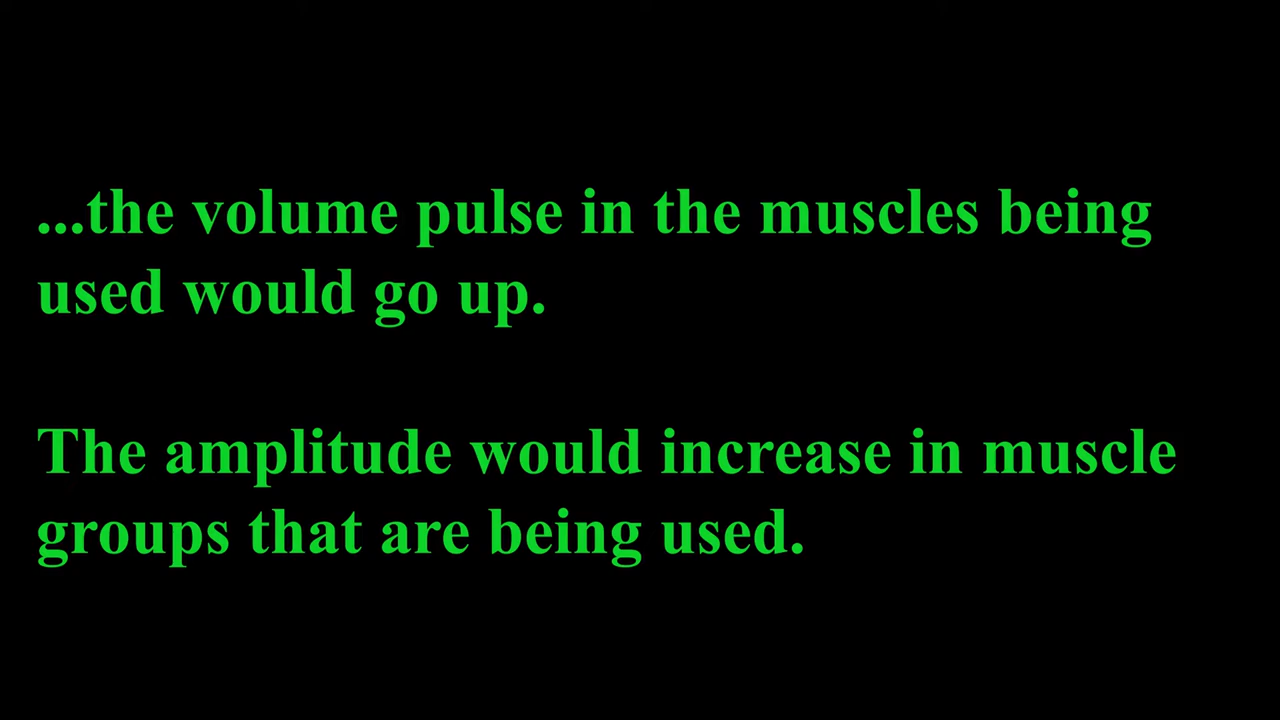 ...the volume pulse in the muscles being
used would go up.
The amplitude would increase in muscle
groups that are being used.